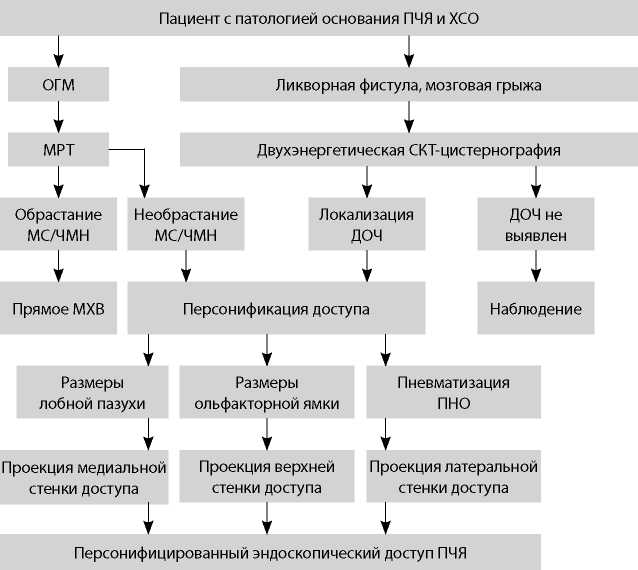 Пациент с патологией основания ПЧЯ и ХСО
ОГМ
Ликворная фистула, мозговая грыжа
МРТ
Двухэнергетическая СКТ-цистернография
Обрастание
МС/ЧМН
Необрастание
МС/ЧМН
Локализация
ДОЧ
ДОЧ не
выявлен
Прямое МХВ
Персонификация доступа
Наблюдение
Размеры
лобной пазухи
Размеры
ольфакторной ямки
Пневматизация
ПНО
Проекция медиальной
стенки доступа
Проекция верхней
стенки доступа
Проекция латеральной
стенки доступа
Персонифицированный эндоскопический доступ ПЧЯ